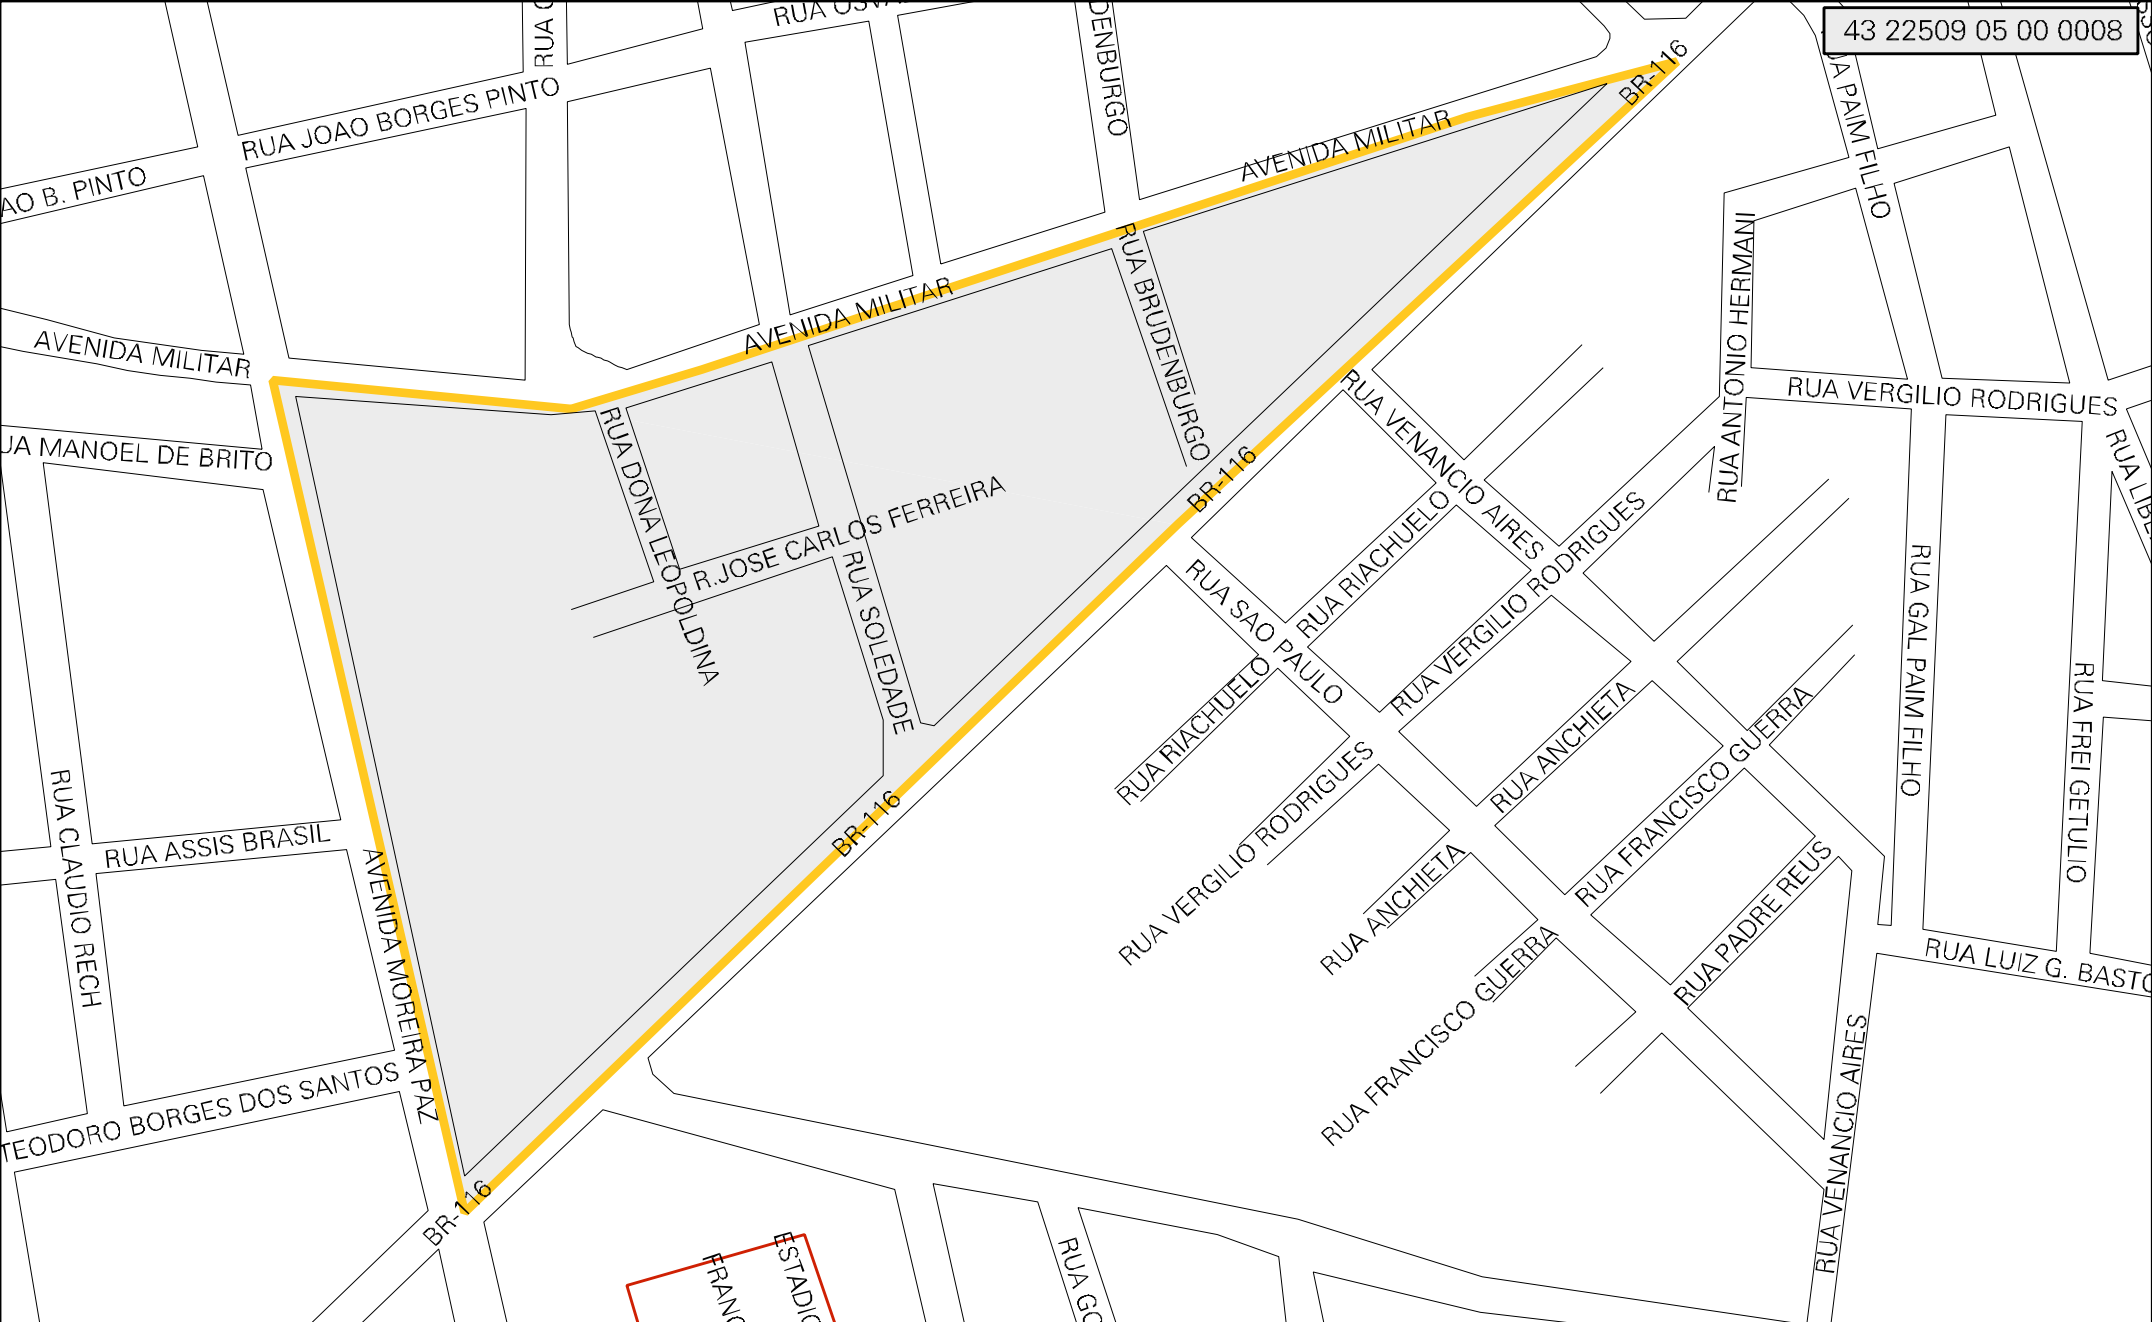 43 22509 05 00 0008
RUA JOAO BORGES PINTO
AO B. PINTO
DENBURGO
BR-116
PAIM FILHO
AVENIDA MILITAR
RUA BRUDENBURGO
RUA ANTONIO HERMANI
AVENIDA MILITAR
AVENIDA MILITAR
RUA VERGILIO RODRIGUES
RUA VENANCIO AIRES
RUA DONA LEOPOLDINA
UA MANOEL DE BRITO
R.JOSE CARLOS FERREIRA
BR-116
RUA RIACHUELO
RUA VERGILIO RODRIGUES
RUA SAO PAULO
RUA SOLEDADE
RUA GAL PAIM FILHO
RUA FREI GETULIO
RUA RIACHUELO
RUA ANCHIETA
RUA FRANCISCO GUERRA
RUA VERGILIO RODRIGUES
RUA CLAUDIO RECH
RUA ASSIS BRASIL
BR-116
AVENIDA MOREIRA PAZ
RUA ANCHIETA
RUA PADRE REUS
RUA FRANCISCO GUERRA
RUA LUIZ G. BASTO
TEODORO BORGES DOS SANTOS
RUA VENANCIO AIRES
BR-116
ESTADIO
FRANC
RUA GO